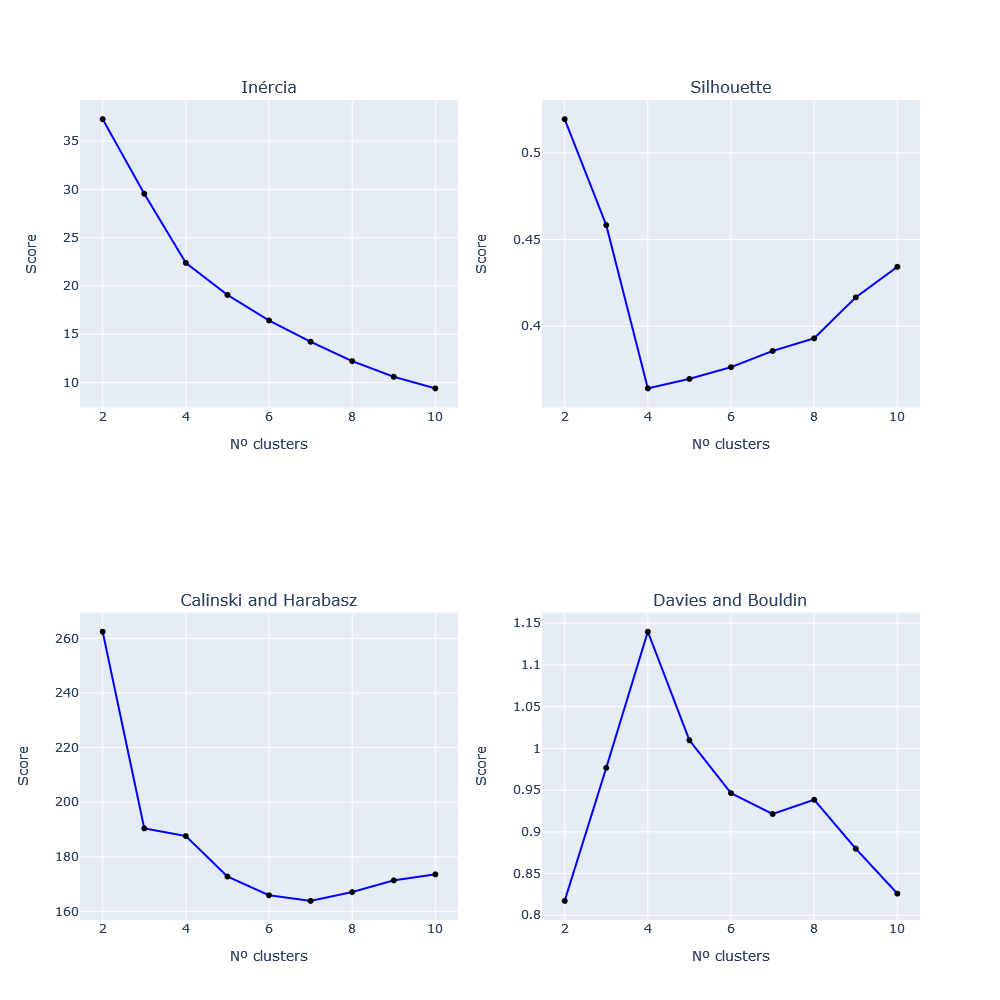 Inércia
Silhouette
35
30
25
20
15
10
Score
2 4 6 8 10
Nº clusters
0.5
0.45
0.4
Score
2 4 6 8 10
Nº clusters
Calinski and Harabasz
Davies and Bouldin
260
240
220
200
180
160
Score
2 4 6 8 10
Nº clusters
1.15
1.1
1.05
1
0.95
0.9
0.85
0.8
Score
2 4 6 8 10
Nº clusters